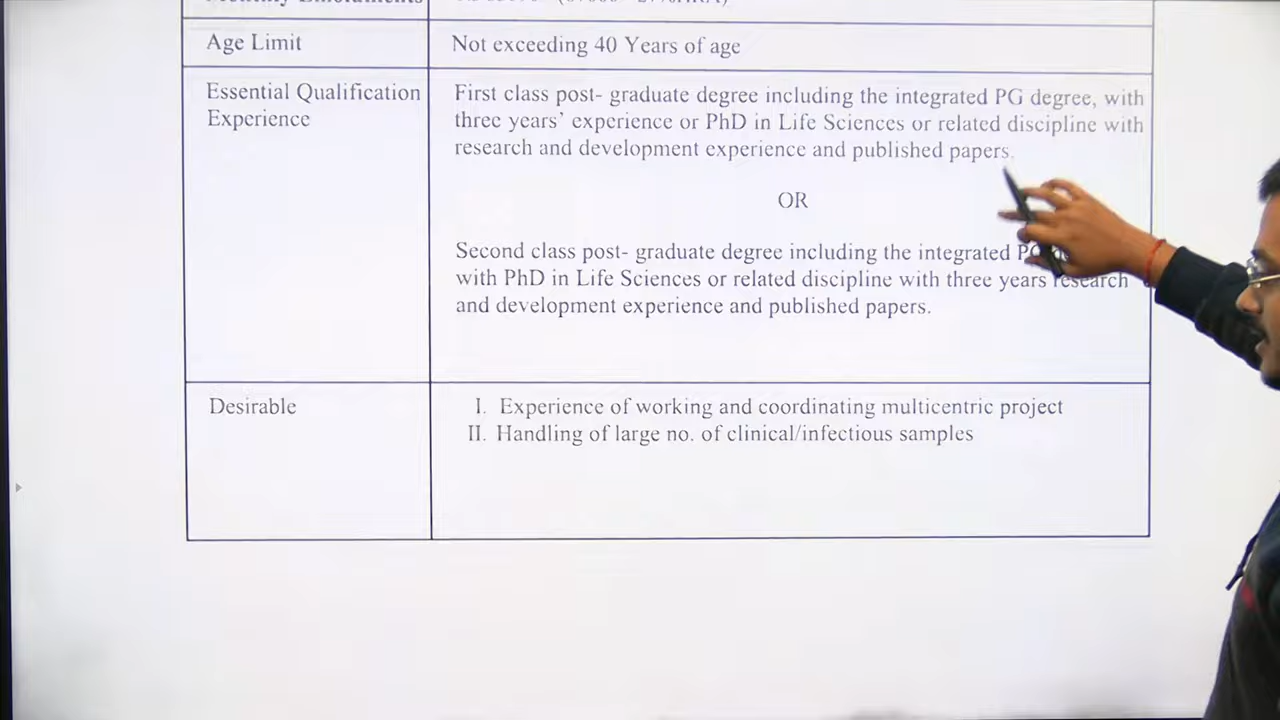 Age Limit
Not exceeding 40 Years of age
Essential Qualification
Experience
First class post- graduate degree including the integrated PG degree, with
three years' experience or PhD in Life Sciences or related discipline with
research and development experience and published papers.
OR
Second class post- graduate degree including the integrated
with PhD in Life Sciences or related discipline with three years research
and development experience and published papers.
Desirable
I. Experience of working and coordinating multicentric project
II. Handling of large no. of clinical/infectious samples